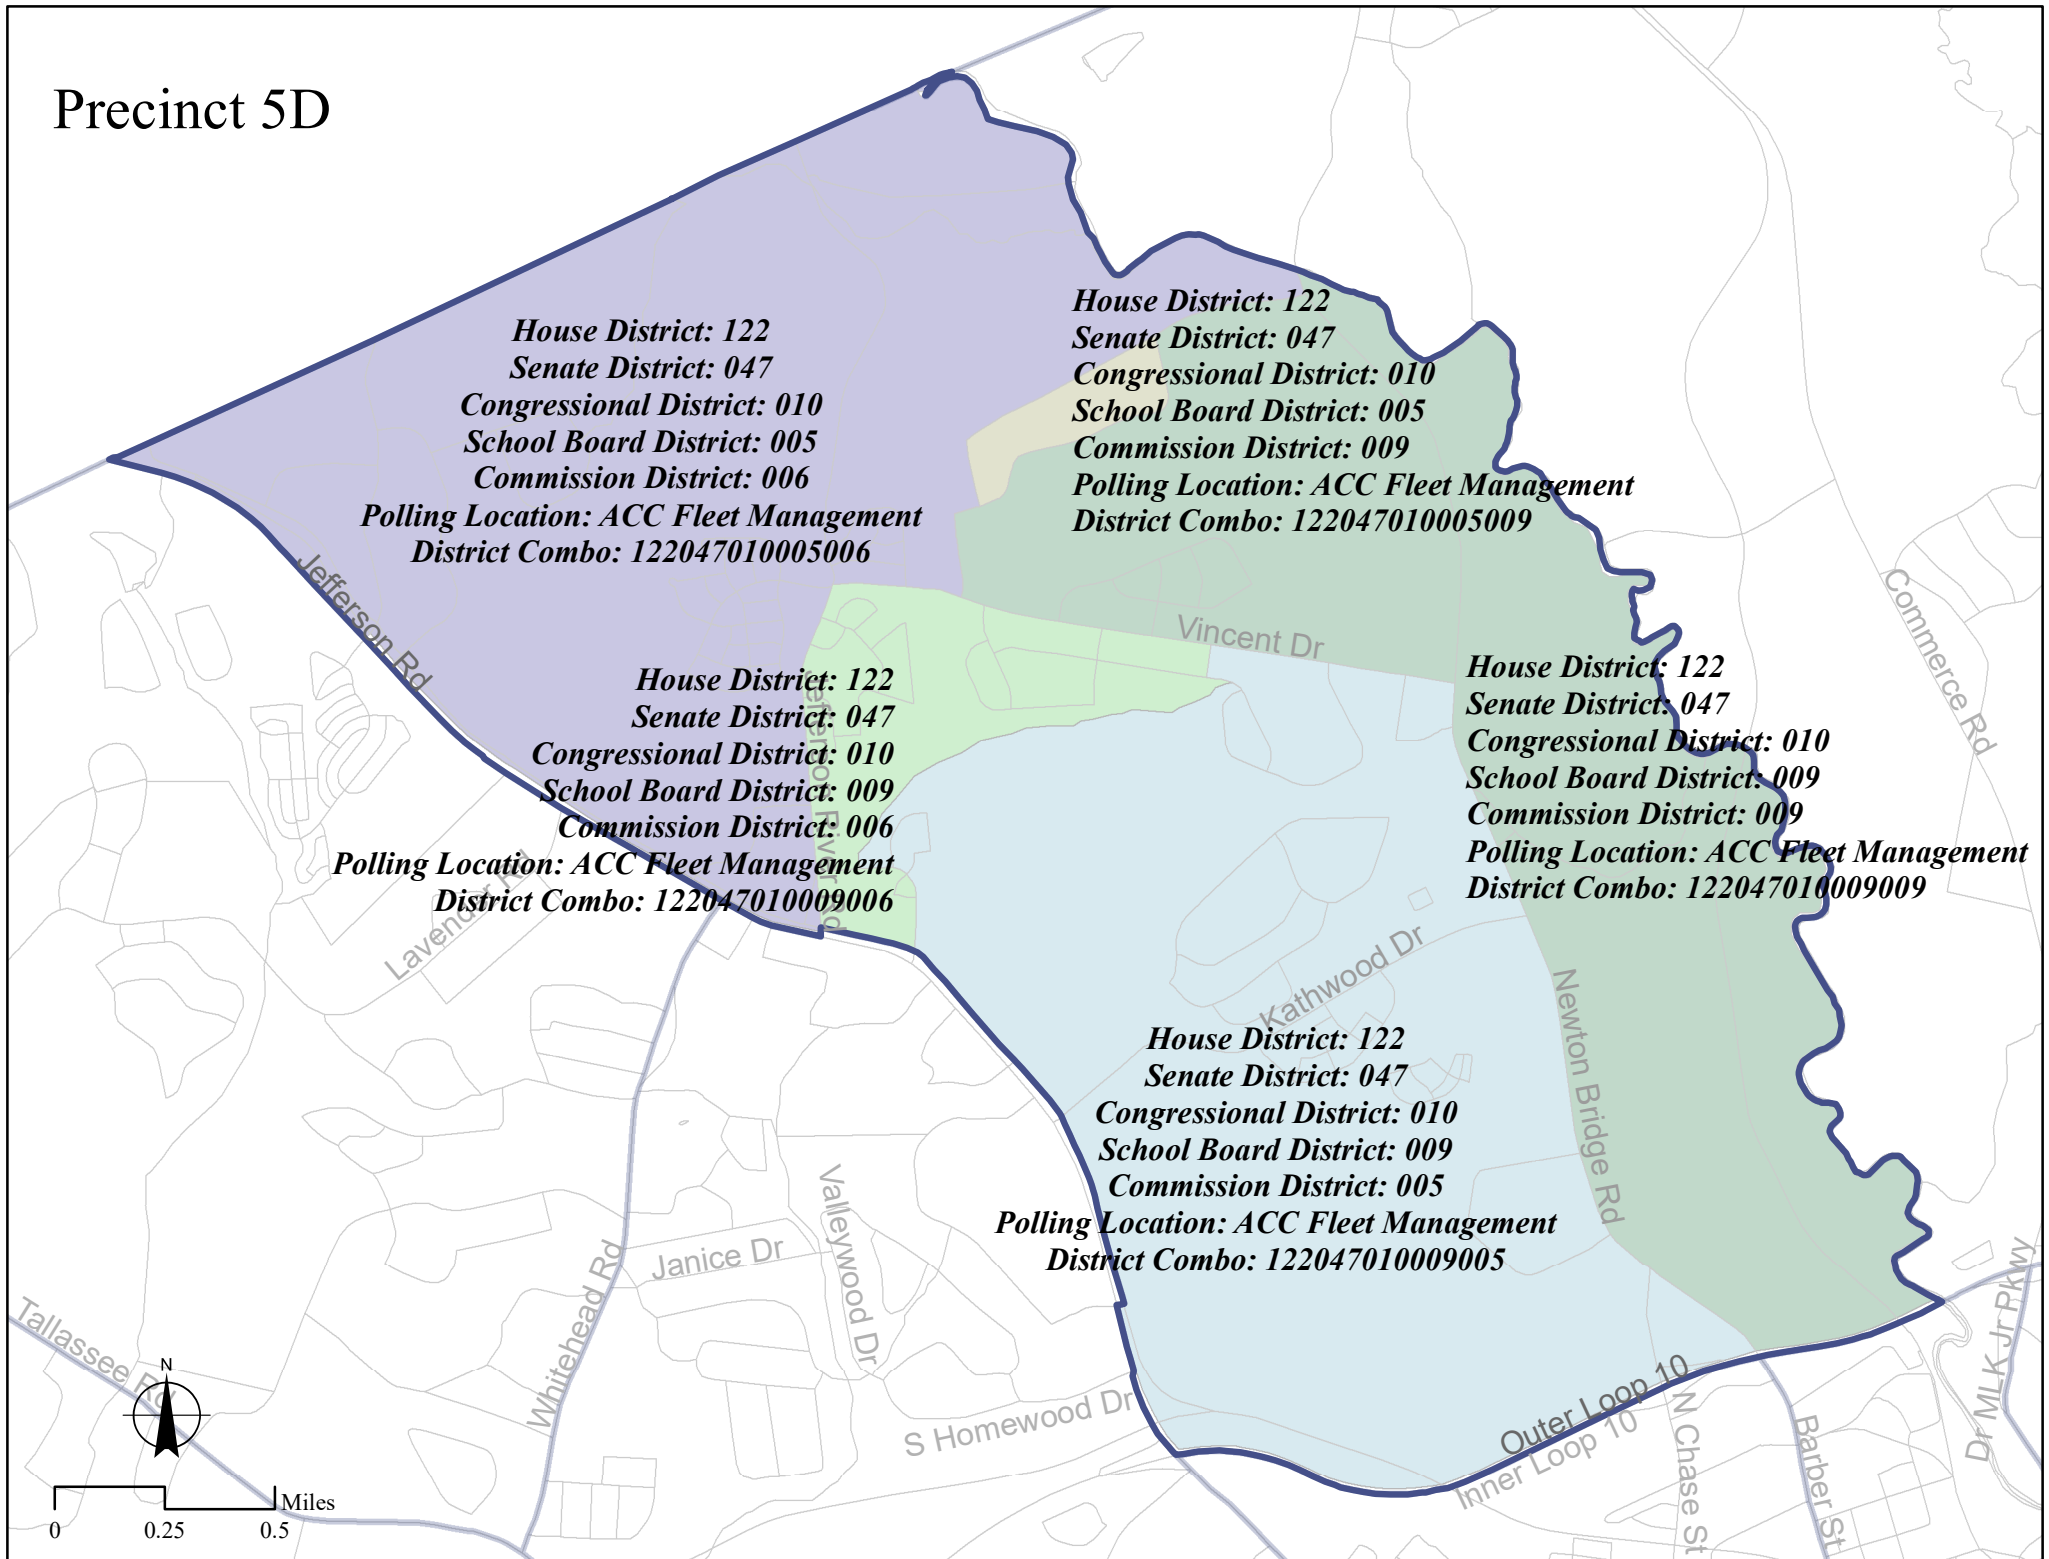 Precinct 5D
House District: 122
Senate District: 047
Congressional District: 010
School Board District: 005
Commission District: 006
Polling Location: ACC Fleet Management
District Combo: 122047010005006
House District: 122
Senate District: 047
Congressional District: 010
School Board District: 005
Commission District: 009
Polling Location: ACC Fleet Management
District Combo: 122047010005009
Jefferson Rd
Vincent Dr
Commerce Rd
House District: 122
Senate District: 047
Congressional District: 010
School Board District: 009
Commission District: 006
Polling Location: ACC Fleet Management
District Combo: 122047010009006
Jefferson River Rd
House District: 122
Senate District: 047
Congressional District: 010
School Board District: 009
Commission District: 009
Polling Location: ACC Fleet Management
District Combo: 122047010009009
Lavender Rd
Kathwood Dr
Newton Bridge Rd
House District: 122
Senate District: 047
Congressional District: 010
School Board District: 009
Commission District: 005
Polling Location: ACC Fleet Management
District Combo: 122047010009005
Janice Dr
Valleywood Dr
Whitehead Rd
Tallassee Rd
S Homewood Dr
Outer Loop 10
Inner Loop 10
N Chase St
Barber St
Dr MLK Jr Pkwy
N
Miles
0 0.25 0.5